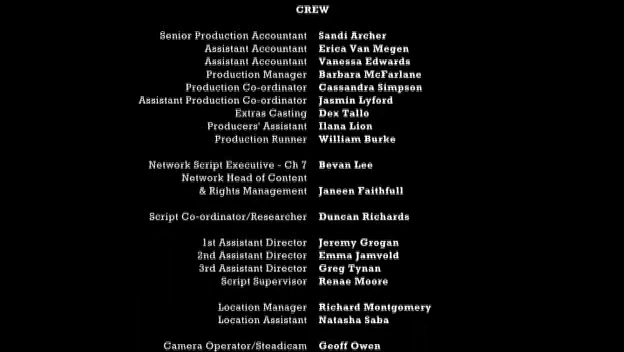 CREW
Senior Production Accountant Sandi Archer
Assistant Accountant Erica Van Megen
Assistant Accountant Vanessa Edwards
Production Manager Barbara McFarlane
Production Co-ordinator Cassandra Simpson
Assistant Production Co-ordinator Jasmin Lyford
Extras Casting Dex Tallo
Producers' Assistant Ilana Lion
Production Runner William Burke
Network Script Executive - Ch 7 Bevan Lee
Network Head of Content
& Rights Management Janeen Faithfull
Script Co-ordinator/Researcher Duncan Richards
1st Assistant Director Jeremy Grogan
2nd Assistant Director Emma Jamvold
3rd Assistant Director Greg Tynan
Script Supervisor Renae Moore
Location Manager Richard Montgomery
Location Assistant Natasha Saba
Camera Operator/Steadicam Geoff Owen